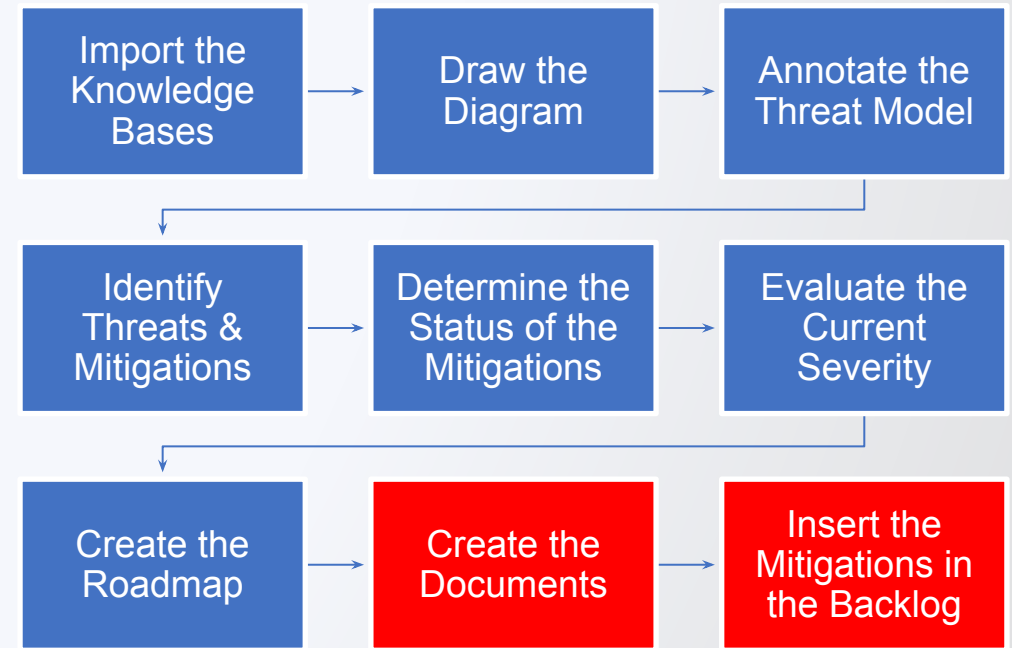 Import the
Knowledge
Bases
Draw the
Diagram
Annotate the
Threat Model
Identify
Threats &
Mitigations
Determine the
Status of the
Mitigations
Evaluate the
Current
Severity
Create the
Roadmap
Create the
Documents
Insert the
Mitigations in
the Backlog